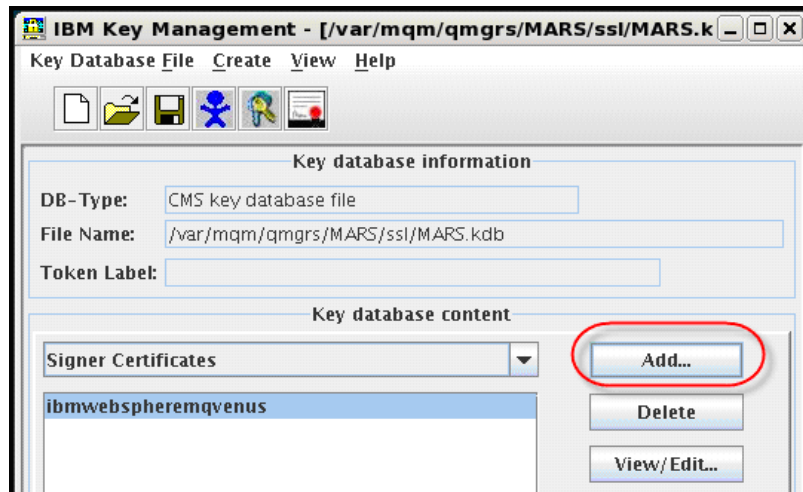 IBM Key Management - [/var/mqm/qmgrs/MARS/ssl/MARS.k
Key Database File Create View Help
Key database information
DB-Type: CMS key database file
File Name: /var/mqm/qmgrs/MARS/ssl/MARS.kdb
Token Label:
Key database content
Signer Certificates Add...
ibmwebspheremqvenus Delete
View/Edit...